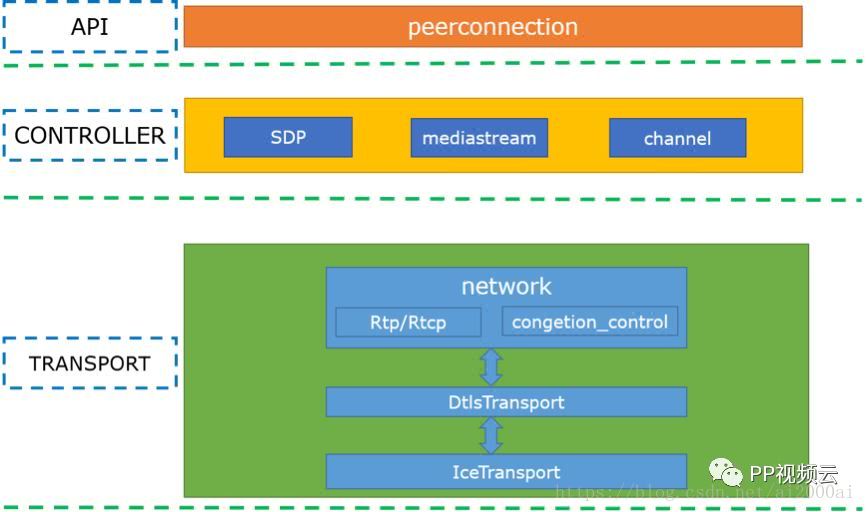 API
peerconnection
CONTROLLER
SDP
mediastream
channel
TRANSPORT
network
Rtp/Rtcp
congetion_control
DtlsTransport
IceTransport
PP视频云
https://blog.csdn.net/ai2000ai